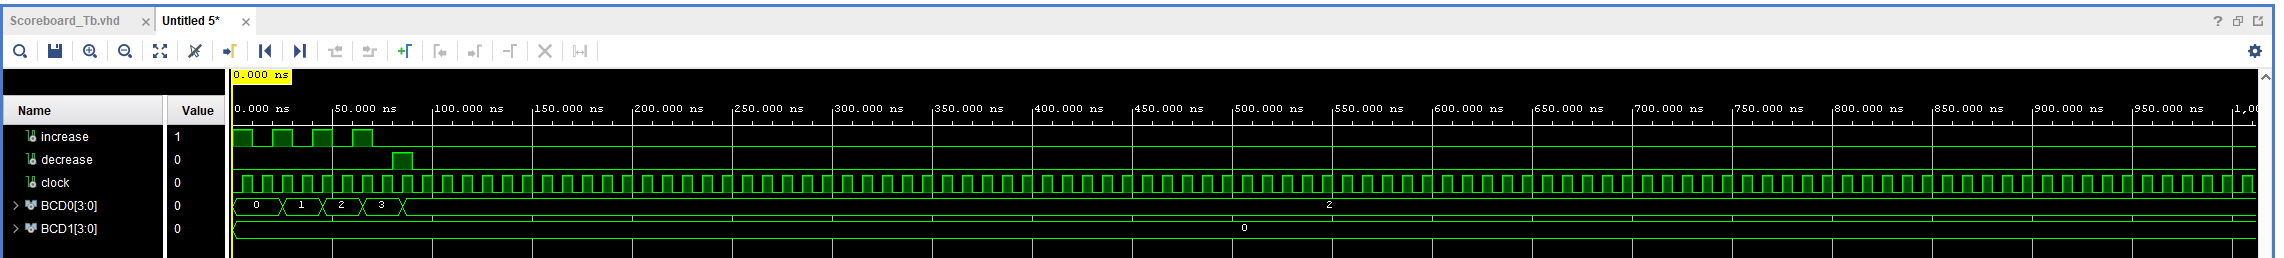 Scoreboard_Tb.vhd × Untitled 5* ×
?
0.000 ns
Name Value
0.000 ns 50.000 ns 100.000 ns 150.000 ns 200.000 ns 250.000 ns 300.000 ns 350.000 ns 400.000 ns 450.000 ns 500.000 ns 550.000 ns 600.000 ns 650.000 ns 700.000 ns 750.000 ns 800.000 ns 850.000 ns 900.000 ns 950.000 ns 1,00
increase 1
decrease 0
clock 0
BCD0[3:0] 0 0 1 2 3 2
BCD1[3:0] 0 0